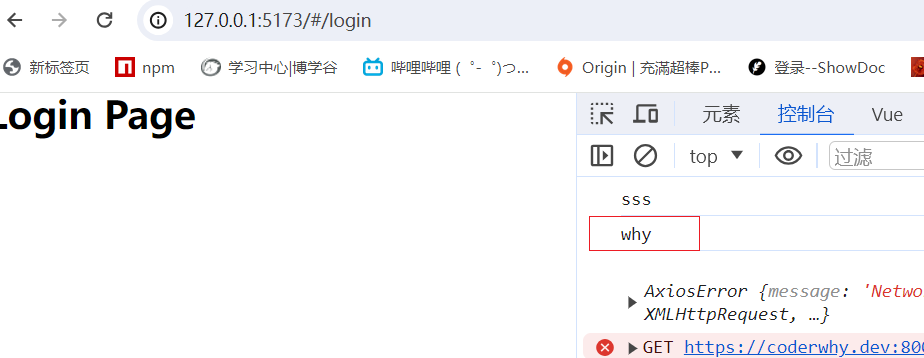 127.0.0.1:5173/#/login
新标签页 npm 学习中心|博学谷 哔哩哔哩 (゜-゜)つ... Origin | 充滿超棒P... 登录--ShowDoc
Login Page
元素 控制台 Vue
top 过滤
sss
why
AxiosError {message: 'Netwo
XMLHttpRequest, …}
GET https://coderwhy.dev:800